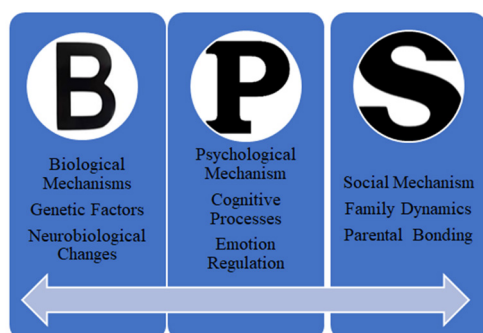 B
Biological
Mechanisms
Genetic Factors
Neurobiological
Changes
P
Psychological
Mechanism
Cognitive
Processes
Emotion
Regulation
S
Social Mechanism
Family Dynamics
Parental Bonding